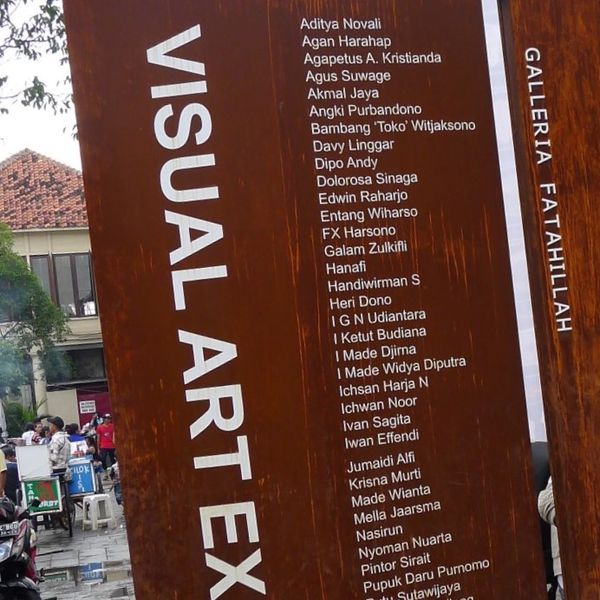 VISUAL ART EX
Aditya Novali
Agan Harahap
Agapetus A. Kristianda
Agus Suwage
Akmal Jaya
Angki Purbandono
Bambang ‘Toko’ Witjaksono
Davy Linggar
Dipo Andy
Dolorosa Sinaga
Edwin Raharjo
Entang Wiharso
FX Harsono
Galam Zulkifli
Hanafi
Handiwirman S
Heri Dono
I G N Udiantara
I Ketut Budiana
I Made Djirna
I Made Widya Diputra
Ichsan Harja N
Ichwan Noor
Ivan Sagita
Iwan Effendi
Jumaidi Alfi
Krisna Murti
Made Wianta
Mella Jaarsma
Nasirun
Nyoman Nuarta
Pintor Sirait
Pupuk Daru Purnomo
Sutawijaya
GALLERIA FATAHILLAH